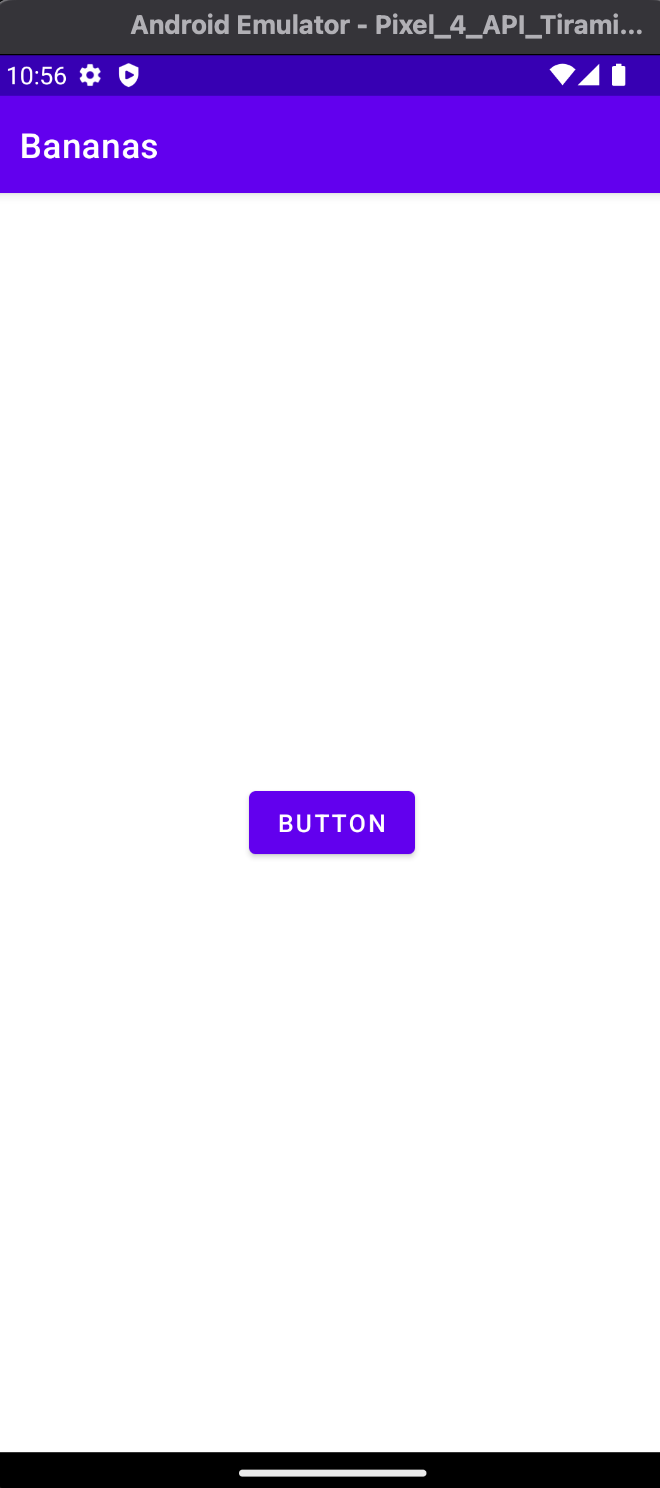 Android Emulator - Pixel_4_API_Tirami...
10:56
Bananas
BUTTON